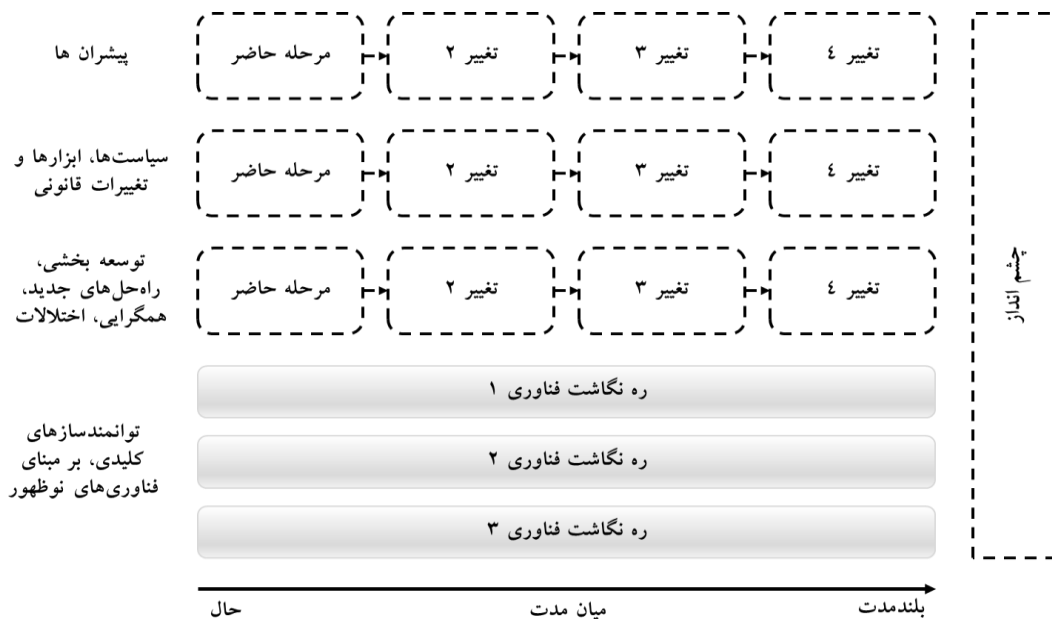 پیشران ها
مرحله حاضر
تغییر ۲
تغییر ۳
تغییر ٤
سیاست‌ها، ابزارها و
تغییرات قانونی
مرحله حاضر
تغییر ۲
تغییر ۳
تغییر ٤
توسعه بخشی،
راه‌حل‌های جدید،
همگرایی، اختلالات
مرحله حاضر
تغییر ۲
تغییر ۳
تغییر ٤
توانمندسازهای
کلیدی، بر مبنای
فناوری‌های نوظهور
ره نگاشت فناوری ۱
ره نگاشت فناوری ۲
ره نگاشت فناوری ۳
چشم انداز
حال
میان مدت
بلندمدت